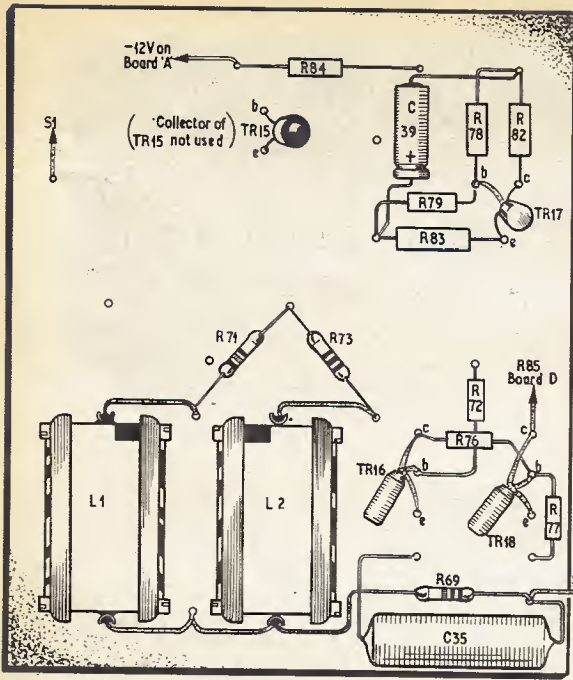 -12V on
Board 'A'
R84
S1
(Collector of
TR15 not used)
b
TR15
e
C
39
+
R
78
R
82
b
c
R79
TR17
R83
e
R71
R73
R85
Board D
R
72
c
R76
c
TR16
b
b
L1
L2
e
e
R
77
TR18
R69
C35